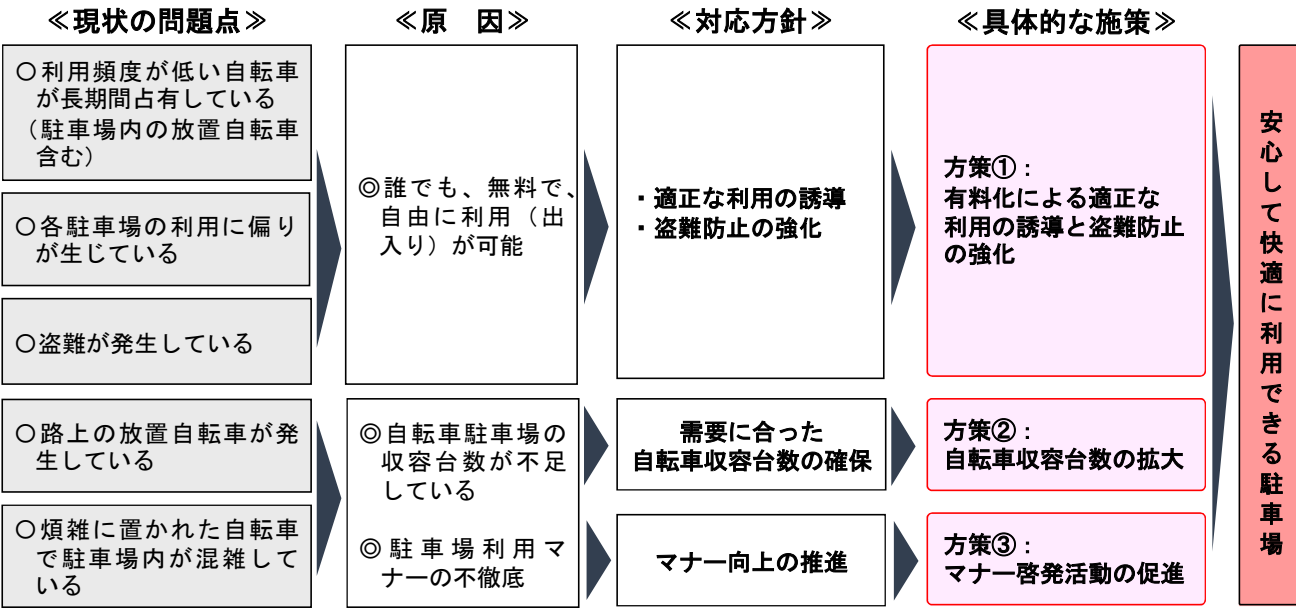 ≪現状の問題点≫
≪原　因≫
≪対応方針≫
≪具体的な施策≫
〇利用頻度が低い自転車
が長期間占有している
（駐車場内の放置自転車
含む）
〇各駐車場の利用に偏り
が生じている
〇盗難が発生している
◎誰でも、無料で、
自由に利用（出
入り）が可能
・適正な利用の誘導
・盗難防止の強化
方策①：
有料化による適正な
利用の誘導と盗難防止
の強化
〇路上の放置自転車が発
生している
〇煩雑に置かれた自転車
で駐車場内が混雑して
いる
◎自転車駐車場の
収容台数が不足
している
◎駐車場利用マ
ナーの不徹底
需要に合った
自転車収容台数の確保
マナー向上の推進
方策②：
自転車収容台数の拡大
方策③：
マナー啓発活動の促進
安心して快適に利用できる駐車場